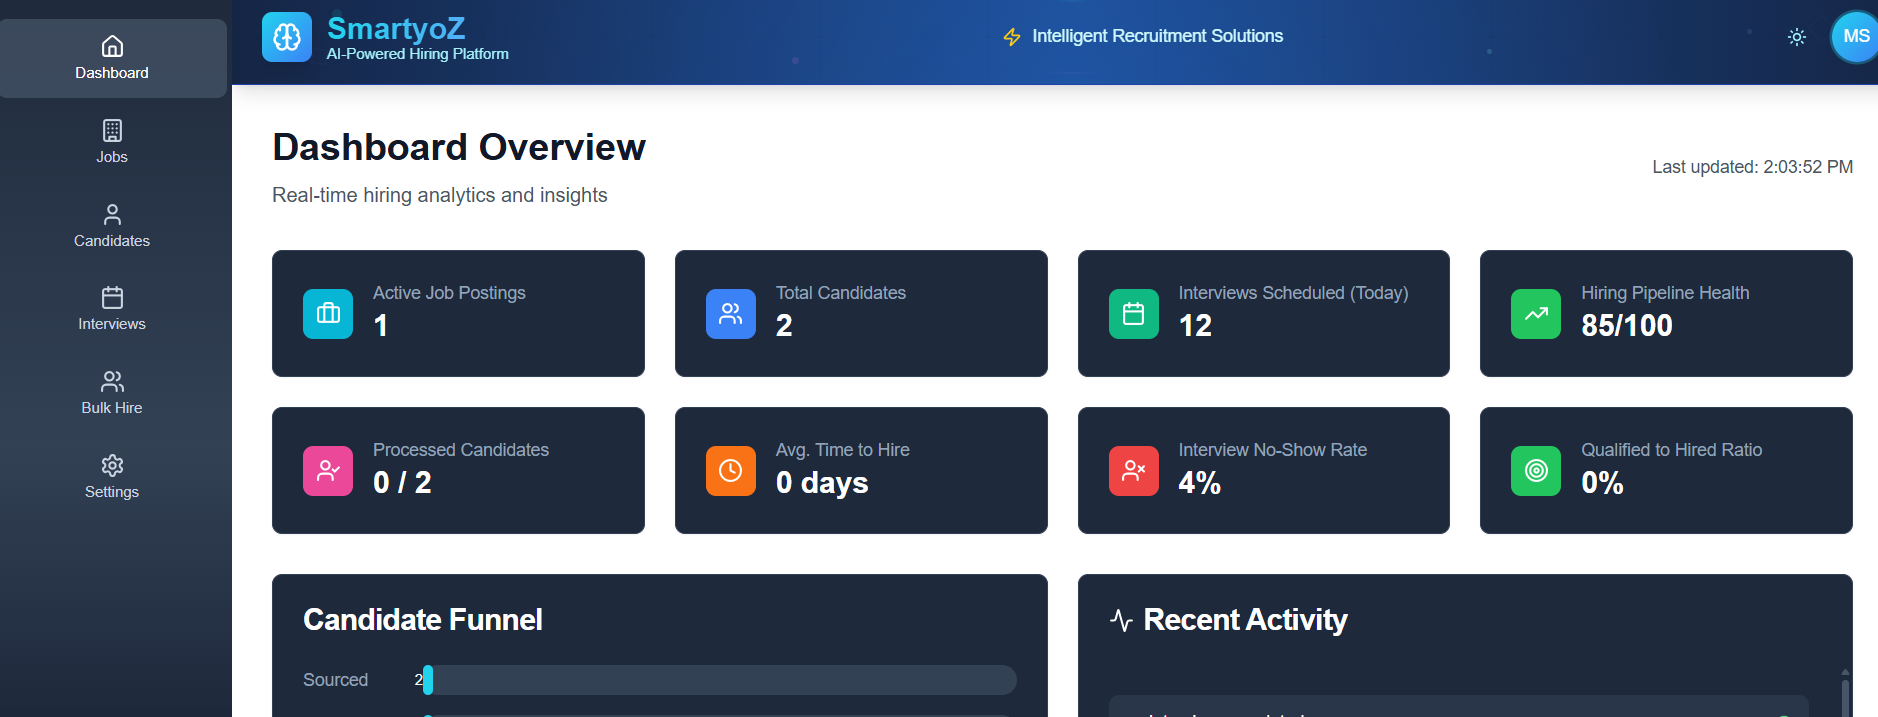 Dashboard
Jobs
Candidates
Interviews
Bulk Hire
Settings
SmartyoZ
AI-Powered Hiring Platform
Intelligent Recruitment Solutions
MS
Dashboard Overview
Real-time hiring analytics and insights
Last updated: 2:03:52 PM
Active Job Postings
1
Total Candidates
2
Interviews Scheduled (Today)
12
Hiring Pipeline Health
85/100
Processed Candidates
0 / 2
Avg. Time to Hire
0 days
Interview No-Show Rate
4%
Qualified to Hired Ratio
0%
Candidate Funnel
Sourced
2
Recent Activity